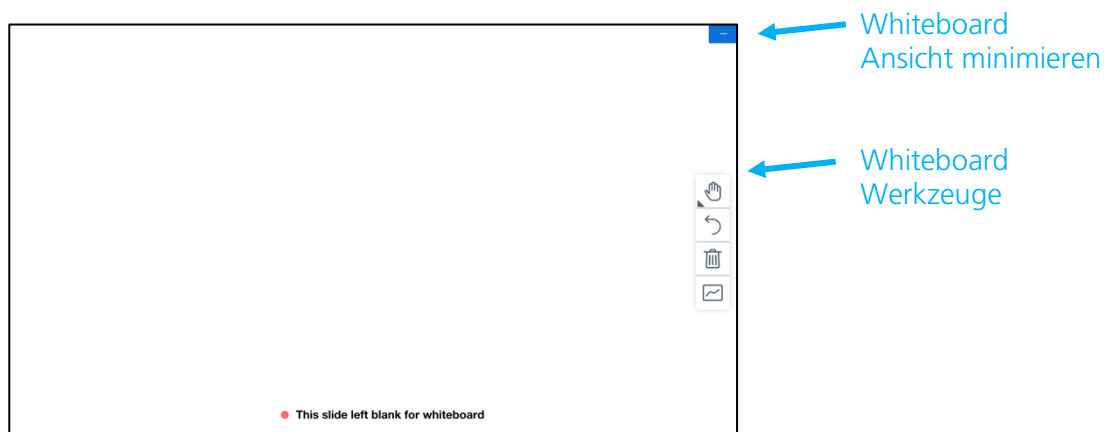 Whiteboard
Ansicht minimieren
Whiteboard
Werkzeuge
This slide left blank for whiteboard